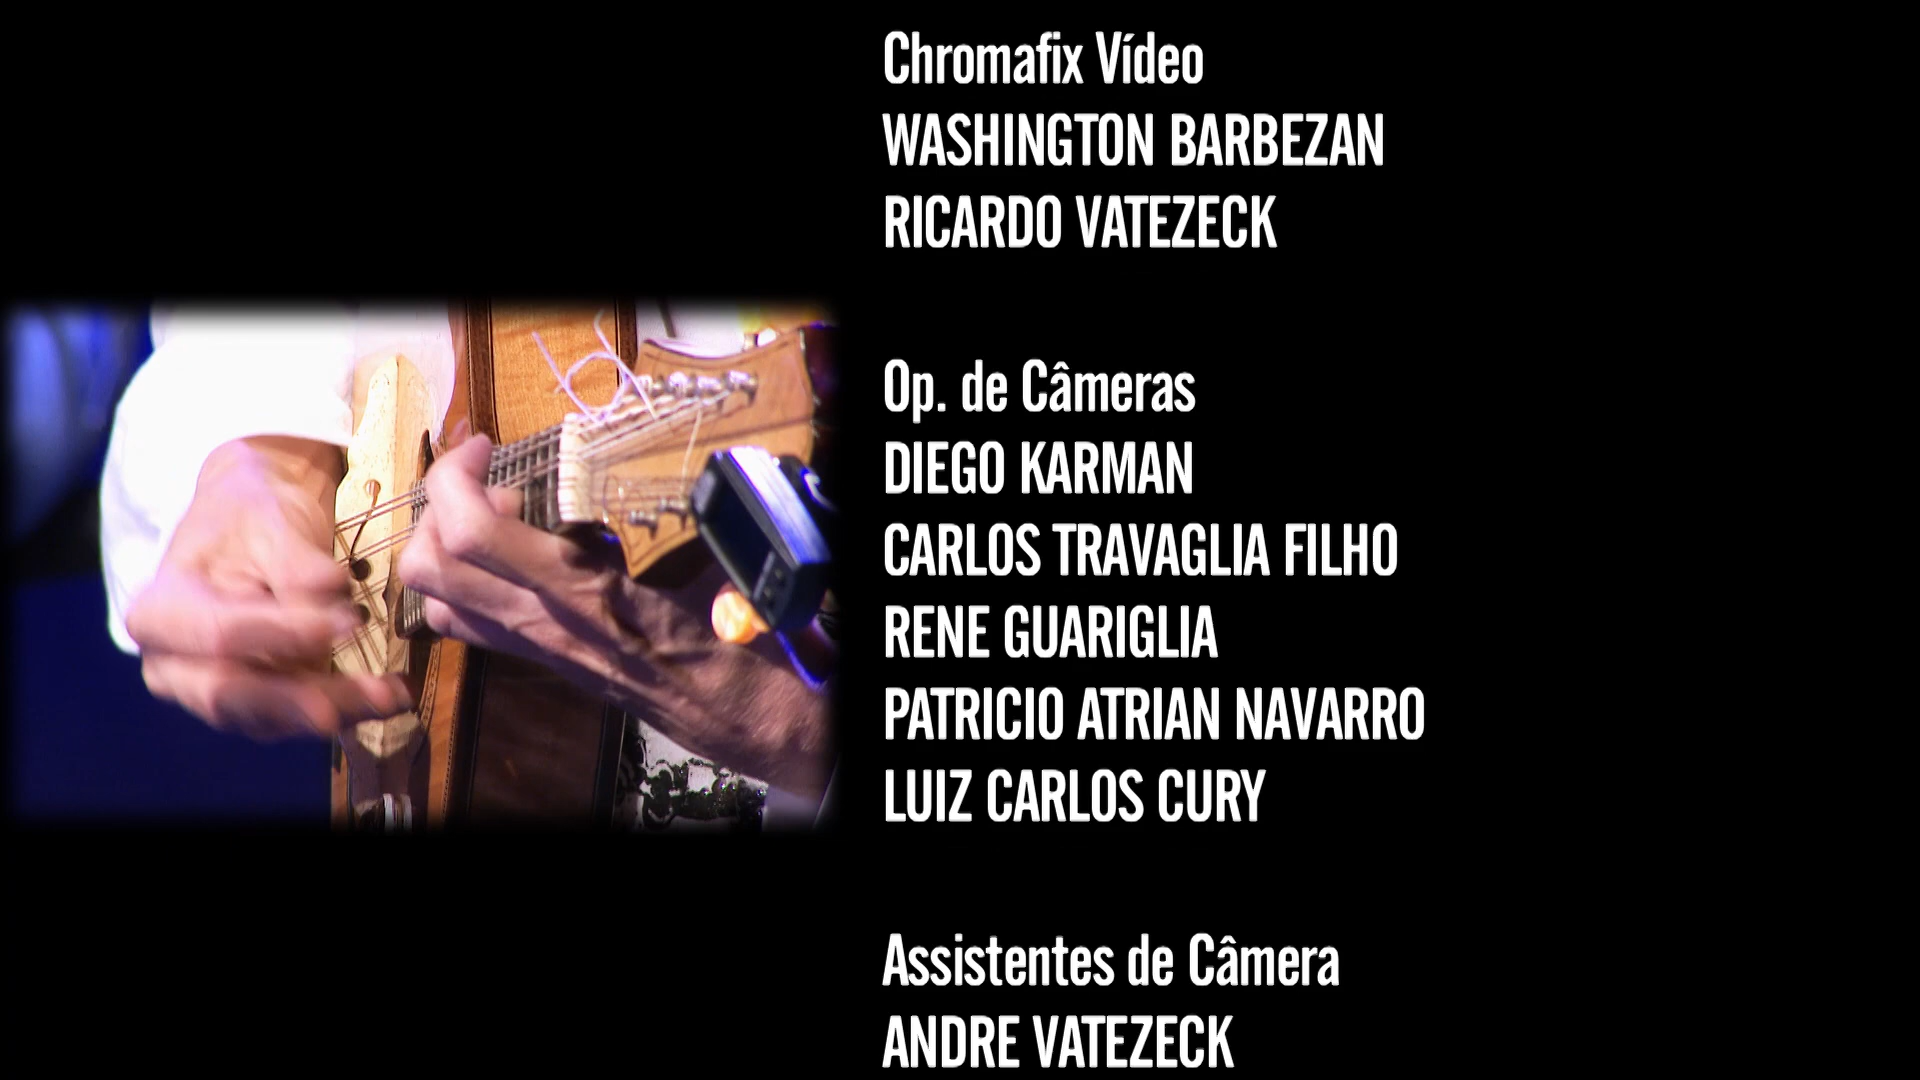 Chromafix Vídeo
WASHINGTON BARBEZAN
RICARDO VATEZECK
Op. de Câmeras
DIEGO KARMAN
CARLOS TRAVAGLIA FILHO
RENE GUARIGLIA
PATRICIO ATRIAN NAVARRO
LUIZ CARLOS CURY
Assistentes de Câmera
ANDRE VATEZECK